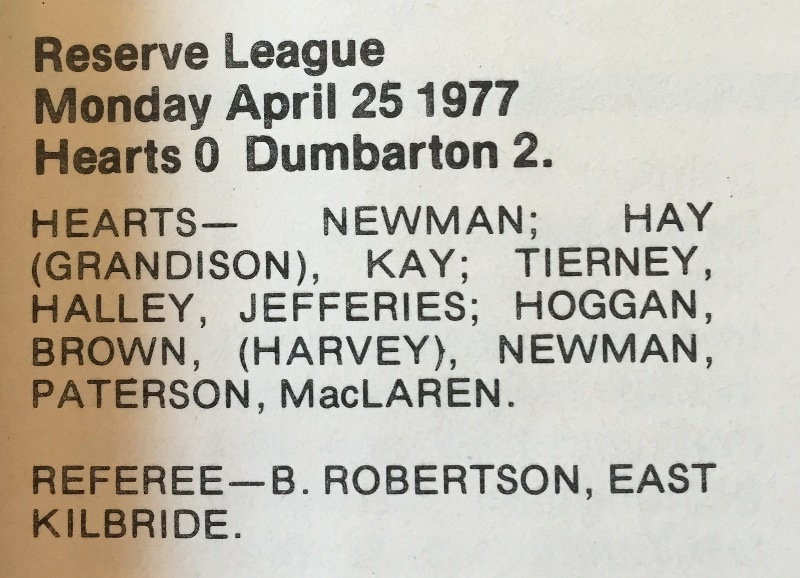 Reserve League
Monday April 25 1977
Hearts 0 Dumbarton 2.
HEARTS— NEWMAN; HAY
(GRANDISON), KAY; TIERNEY,
HALLEY, JEFFERIES; HOGGAN,
BROWN, (HARVEY), NEWMAN,
PATERSON, MacLAREN.
REFEREE—B. ROBERTSON, EAST
KILBRIDE.